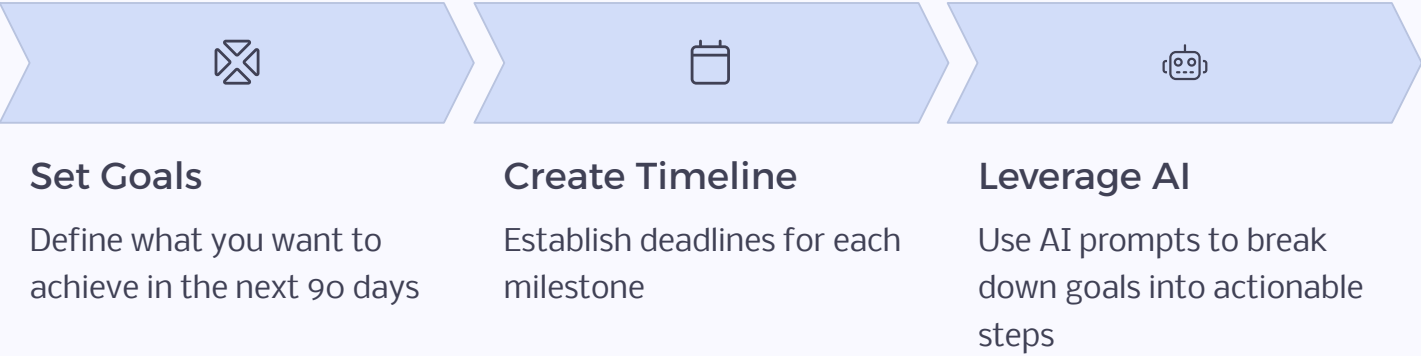 Set Goals
Define what you want to
achieve in the next 90 days
Create Timeline
Establish deadlines for each
milestone
Leverage AI
Use AI prompts to break
down goals into actionable
steps